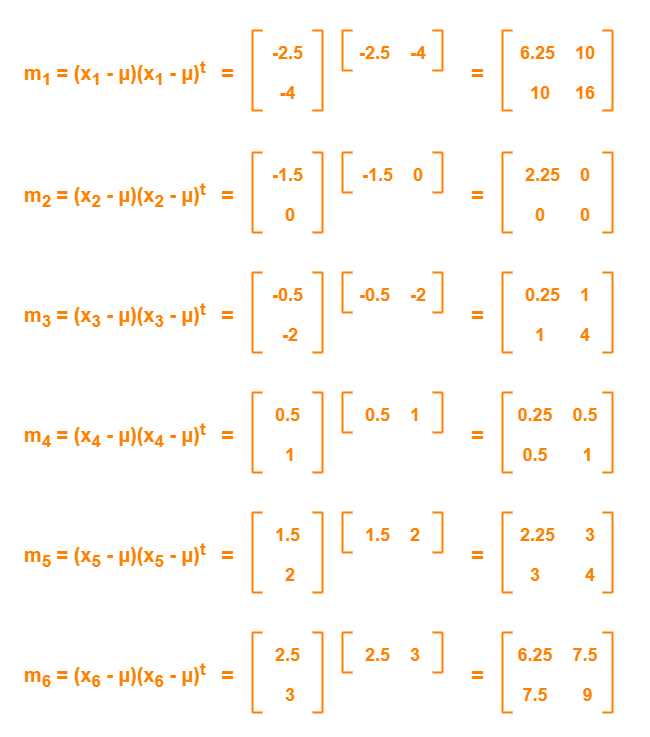 m₁ = (x₁ - μ)(x₁ - μ)ᵗ = [-2.5 -4] [-2.5 -4] = [6.25 10
10 16]
m₂ = (x₂ - μ)(x₂ - μ)ᵗ = [-1.5 0] [-1.5 0] = [2.25 0
0 0]
m₃ = (x₃ - μ)(x₃ - μ)ᵗ = [-0.5 -2] [-0.5 -2] = [0.25 1
1 4]
m₄ = (x₄ - μ)(x₄ - μ)ᵗ = [0.5 1] [0.5 1] = [0.25 0.5
0.5 1]
m₅ = (x₅ - μ)(x₅ - μ)ᵗ = [1.5 2] [1.5 2] = [2.25 3
3 4]
m₆ = (x₆ - μ)(x₆ - μ)ᵗ = [2.5 3] [2.5 3] = [6.25 7.5
7.5 9]